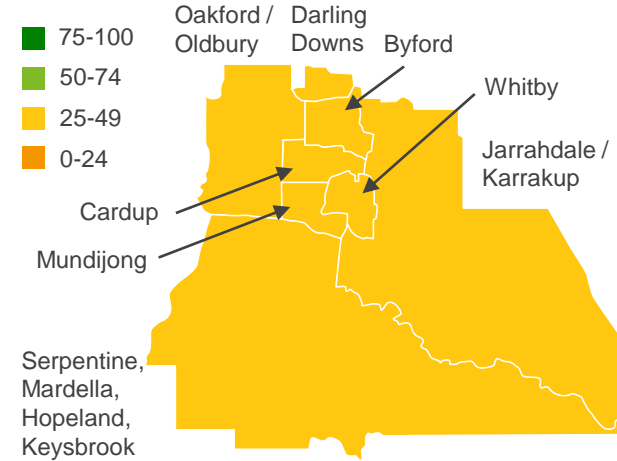 75-100
50-74
25-49
0-24
Oakford /
Oldbury
Darling
Downs
Byford
Whitby
Jarrahdale /
Karrakup
Cardup
Mundijong
Serpentine,
Mardella,
Hopeland,
Keysbrook